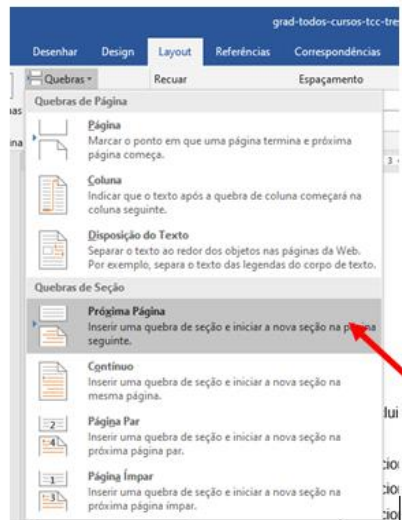 grad-todos-cursos-tcc-tre
Desenhar Design Layout Referências Correspondências
Quebras Recuar Espaçamento
Quebras de Página
Página
Marcar o ponto em que uma página termina e próxima
página começa.
3
Coluna
Indicar que o texto após a quebra de coluna começará na
coluna seguinte.
Disposição do Texto
Separar o texto ao redor dos objetos nas páginas da Web.
Por exemplo, separa o texto das legendas do corpo de texto.
Quebras de Seção
Próxima Página
Inserir uma quebra de seção e iniciar a nova seção na página
seguinte.
Contínuo
Inserir uma quebra de seção e iniciar a nova seção na
mesma página.
Página Par
Inserir uma quebra de seção e iniciar a nova seção na
próxima página par.
Página Ímpar
Inserir uma quebra de seção e iniciar a nova seção na
próxima página ímpar.